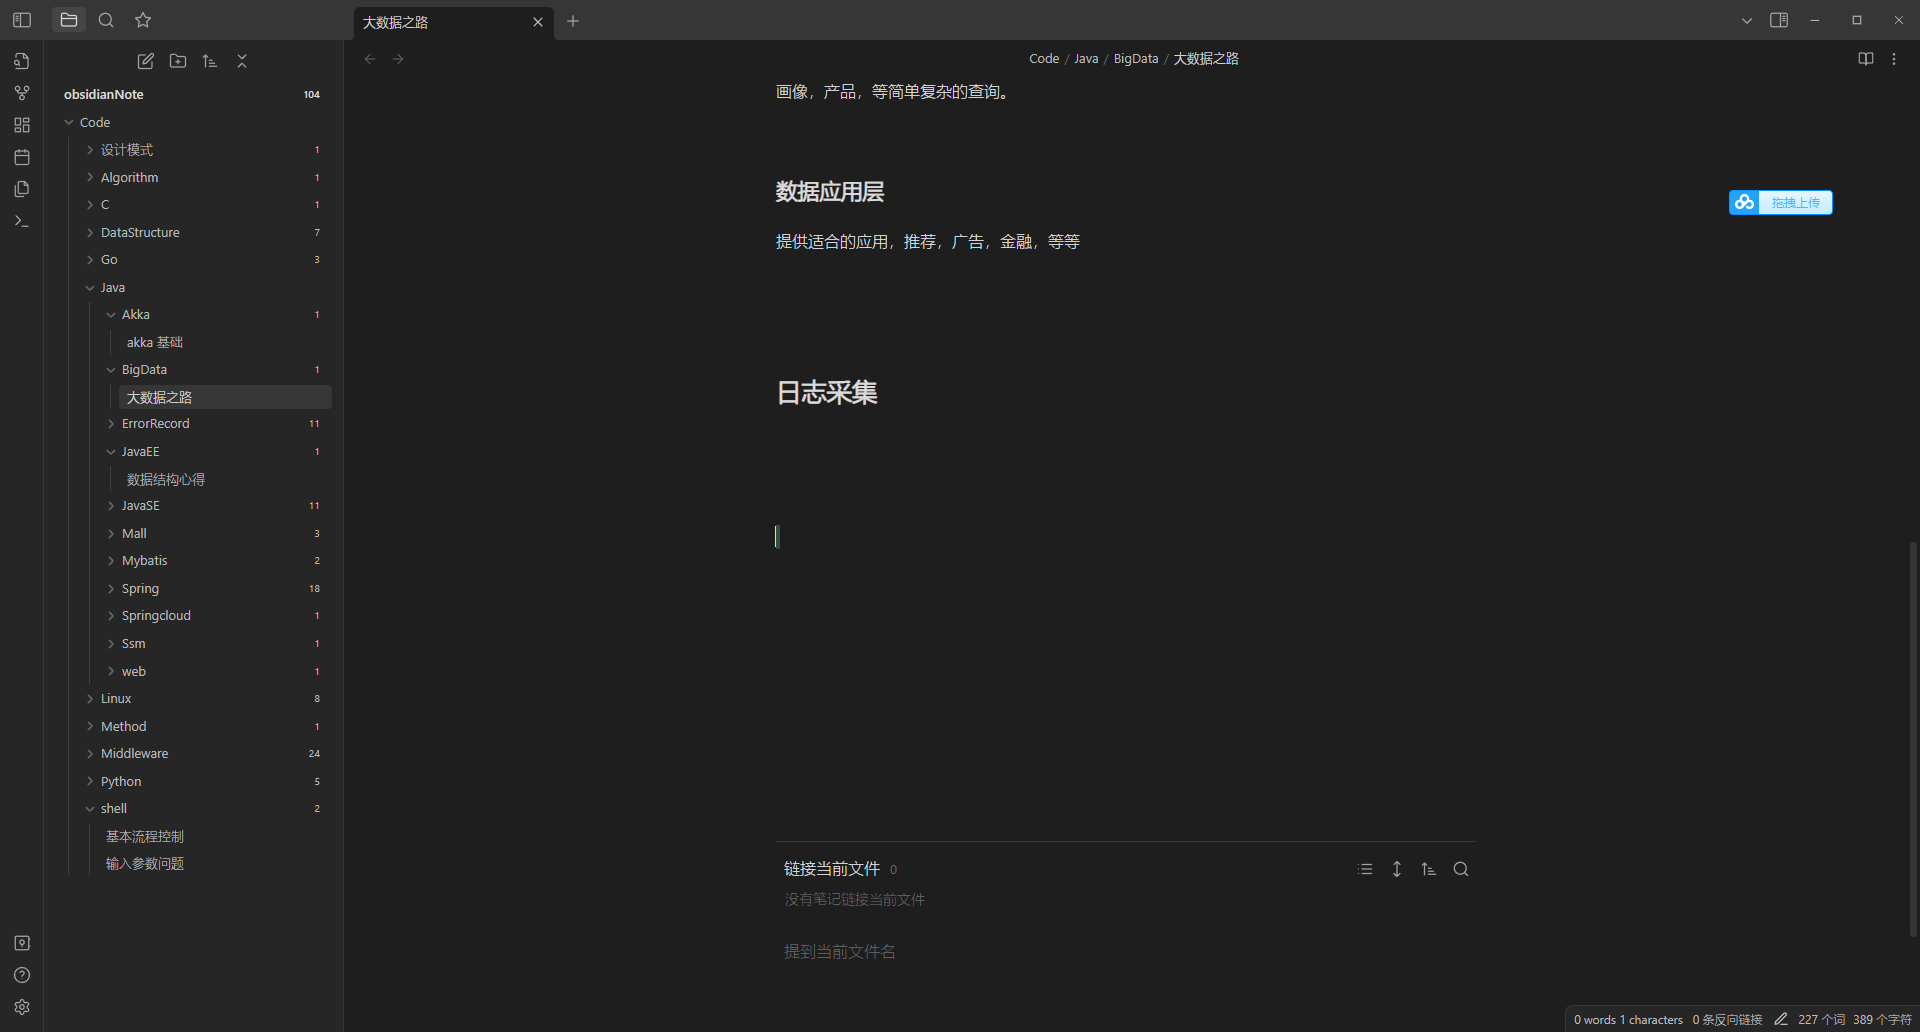 大数据之路
obsidianNote 104
Code
设计模式 1
Algorithm 1
C 1
DataStructure 7
Go 3
Java
Akka 1
akka 基础
BigData 1
大数据之路
ErrorRecord 11
JavaEE 1
数据结构心得
JavaSE 11
Mall 3
Mybatis 2
Spring 18
Springcloud 1
Ssm 1
web 1
Linux 8
Method 1
Middleware 24
Python 5
shell 2
基本流程控制
输入参数问题
Code / Java / BigData / 大数据之路
画像，产品，等简单复杂的查询。
数据应用层
提供适合的应用，推荐，广告，金融，等等
日志采集
拖拽上传
链接当前文件 0
没有笔记链接当前文件
提到当前文件名
0 words 1 characters 0 条反向链接 227 个词 389 个字符